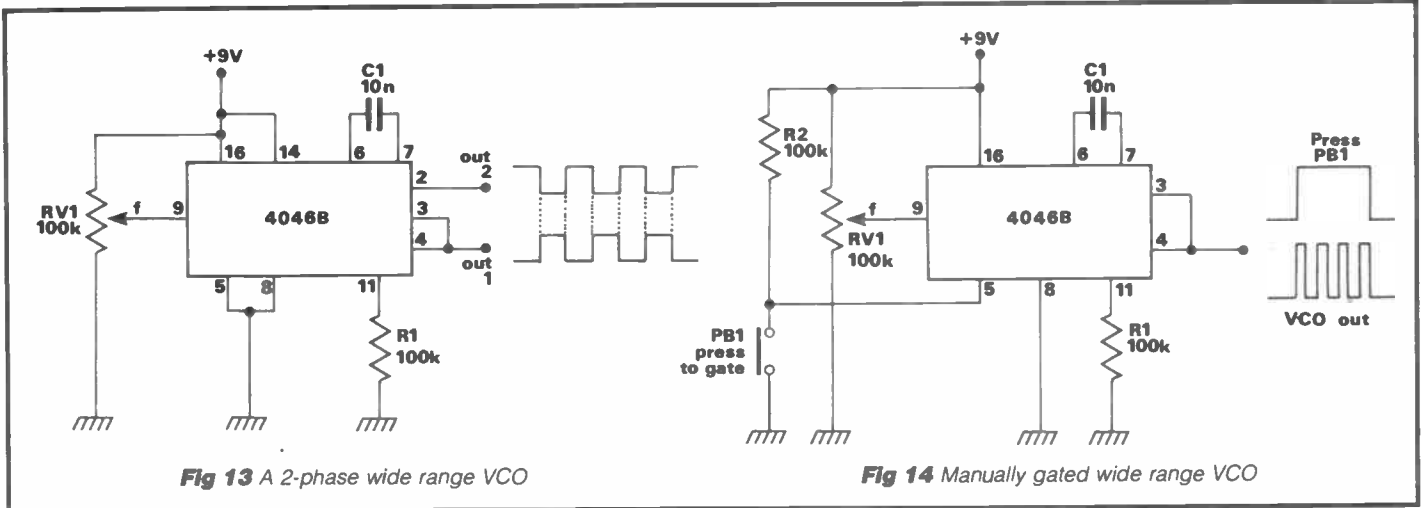 +9V
C1
10n
16
14
6
7
out
2
2
RV1
100k
f
9
4046B
3
4
out
1
5
8
11
R1
100k
Fig 13 A 2-phase wide range VCO
+9V
C1
10n
R2
100k
16
6
7
Press
PB1
3
f
9
4046B
RV1
100k
4
5
8
11
VCO out
PB1
press
to gate
R1
100k
Fig 14 Manually gated wide range VCO